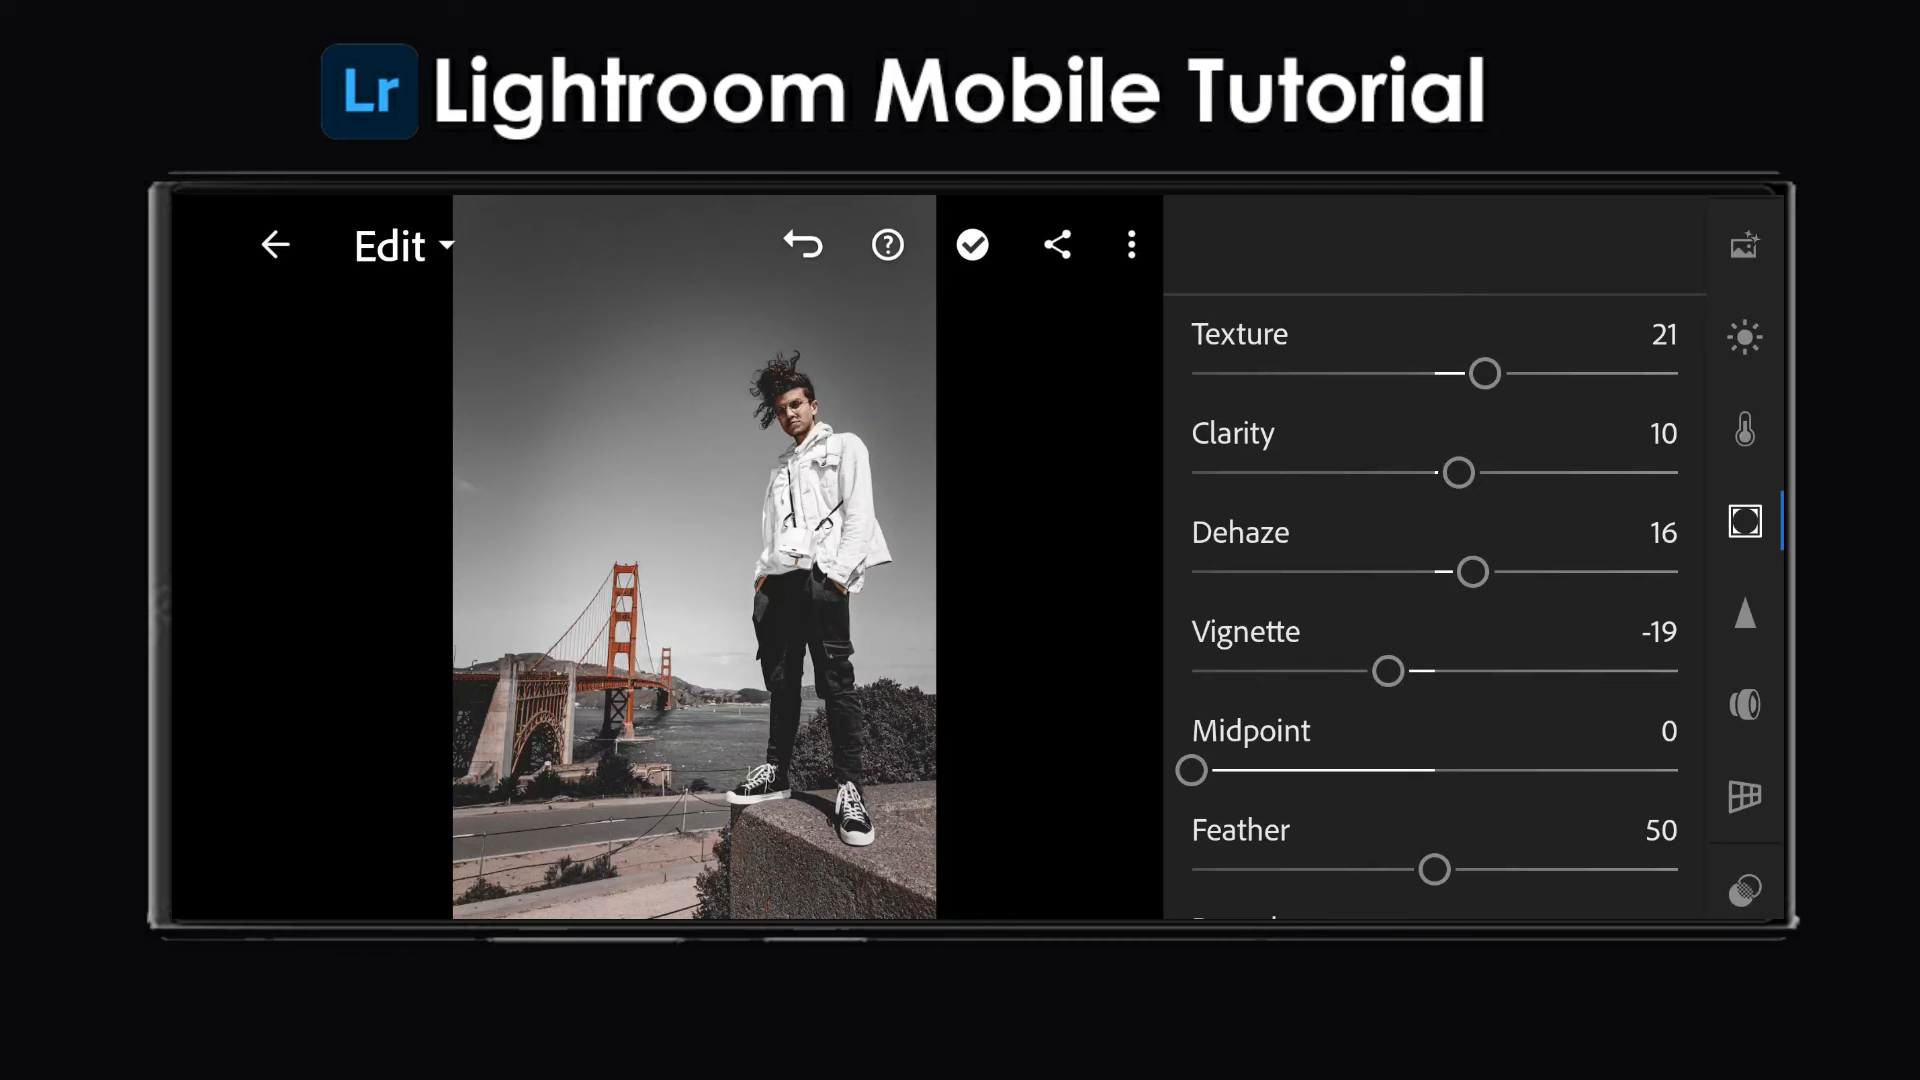 Lr Lightroom Mobile Tutorial
Edit
Texture 21
Clarity 10
Dehaze 16
Vignette -19
Midpoint 0
Feather 50